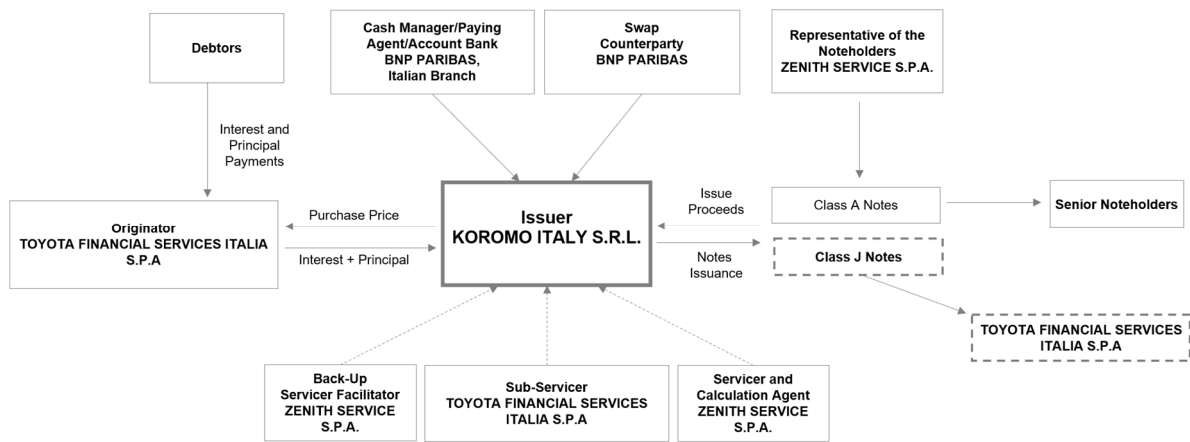 Debtors
Cash Manager/Paying
Agent/Account Bank
BNP PARIBAS,
Italian Branch
Swap
Counterparty
BNP PARIBAS
Representative of the
Noteholders
ZENITH SERVICE S.P.A.
Interest and
Principal
Payments
Originator
TOYOTA FINANCIAL SERVICES ITALIA
S.P.A
Purchase Price
Interest + Principal
Issuer
KOROMO ITALY S.R.L.
Issue
Proceeds
Notes
Issuance
Class A Notes
Senior Noteholders
Class J Notes
TOYOTA FINANCIAL SERVICES
ITALIA S.P.A
Back-Up
Servicer Facilitator
ZENITH SERVICE
S.P.A.
Sub-Servicer
TOYOTA FINANCIAL SERVICES
ITALIA S.P.A
Servicer and
Calculation Agent
ZENITH SERVICE
S.P.A.